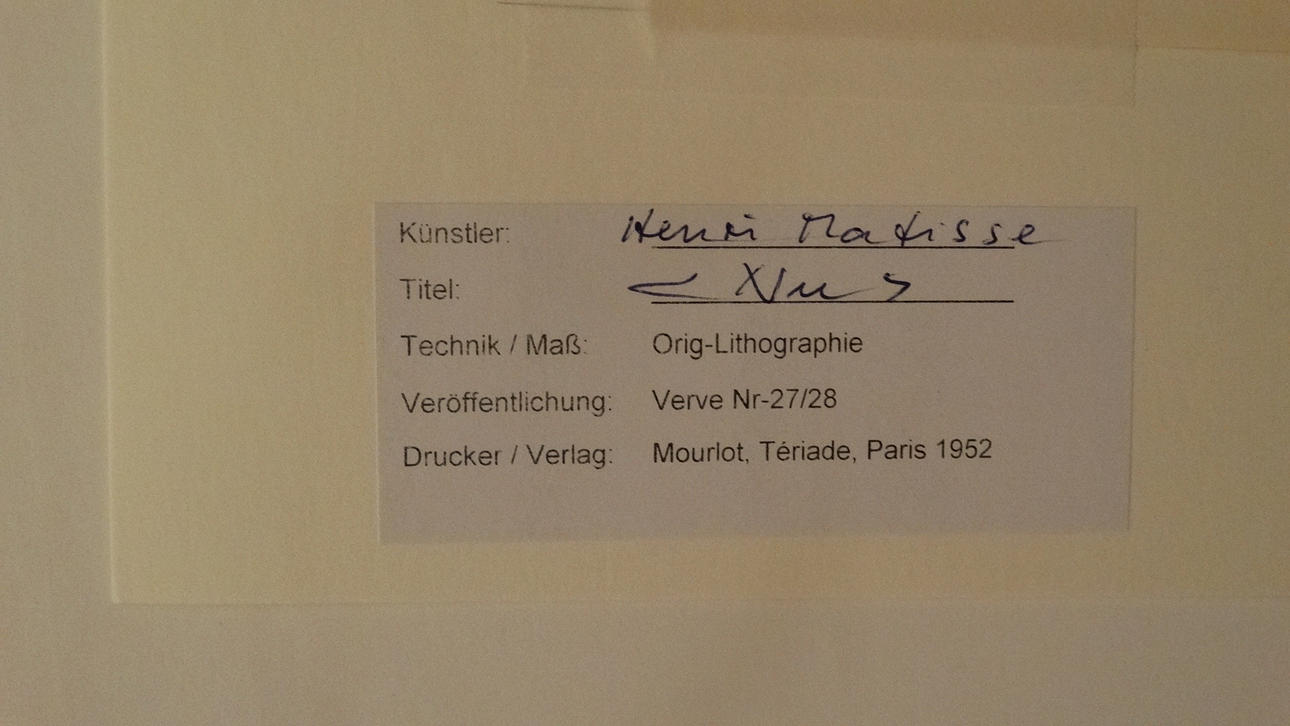 Künstler: Henri Matisse
Titel: < Nu >
Technik / Maß: Orig-Lithographie
Veröffentlichung: Verve Nr-27/28
Drucker / Verlag: Mourlot, Tériade, Paris 1952